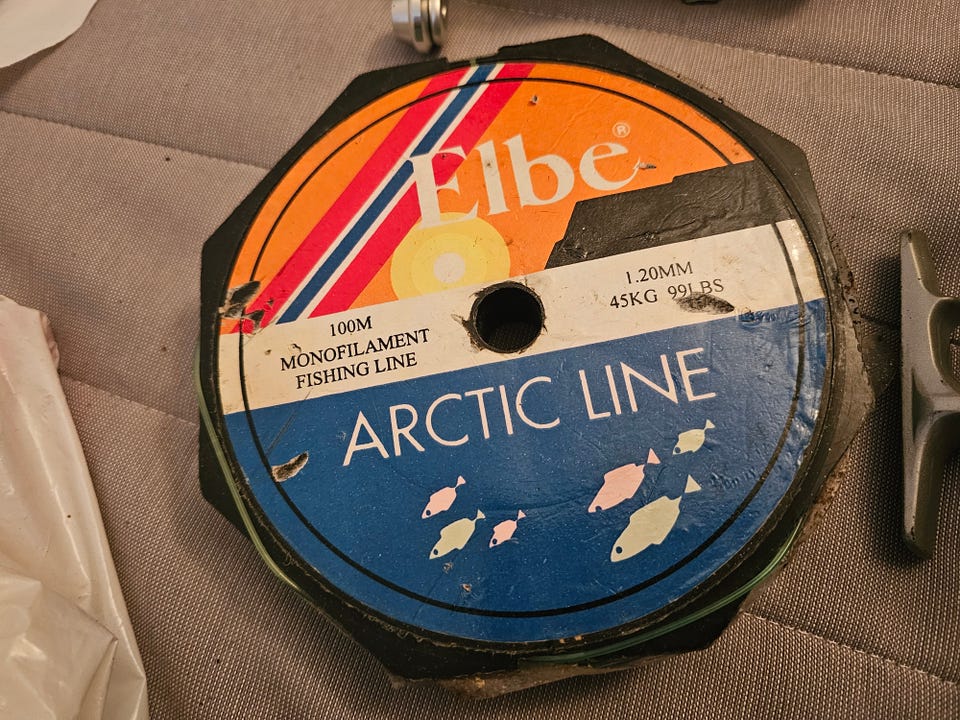 Elbe®
1.20MM
45KG 99LBS
100M
MONOFILAMENT
FISHING LINE
ARCTIC LINE